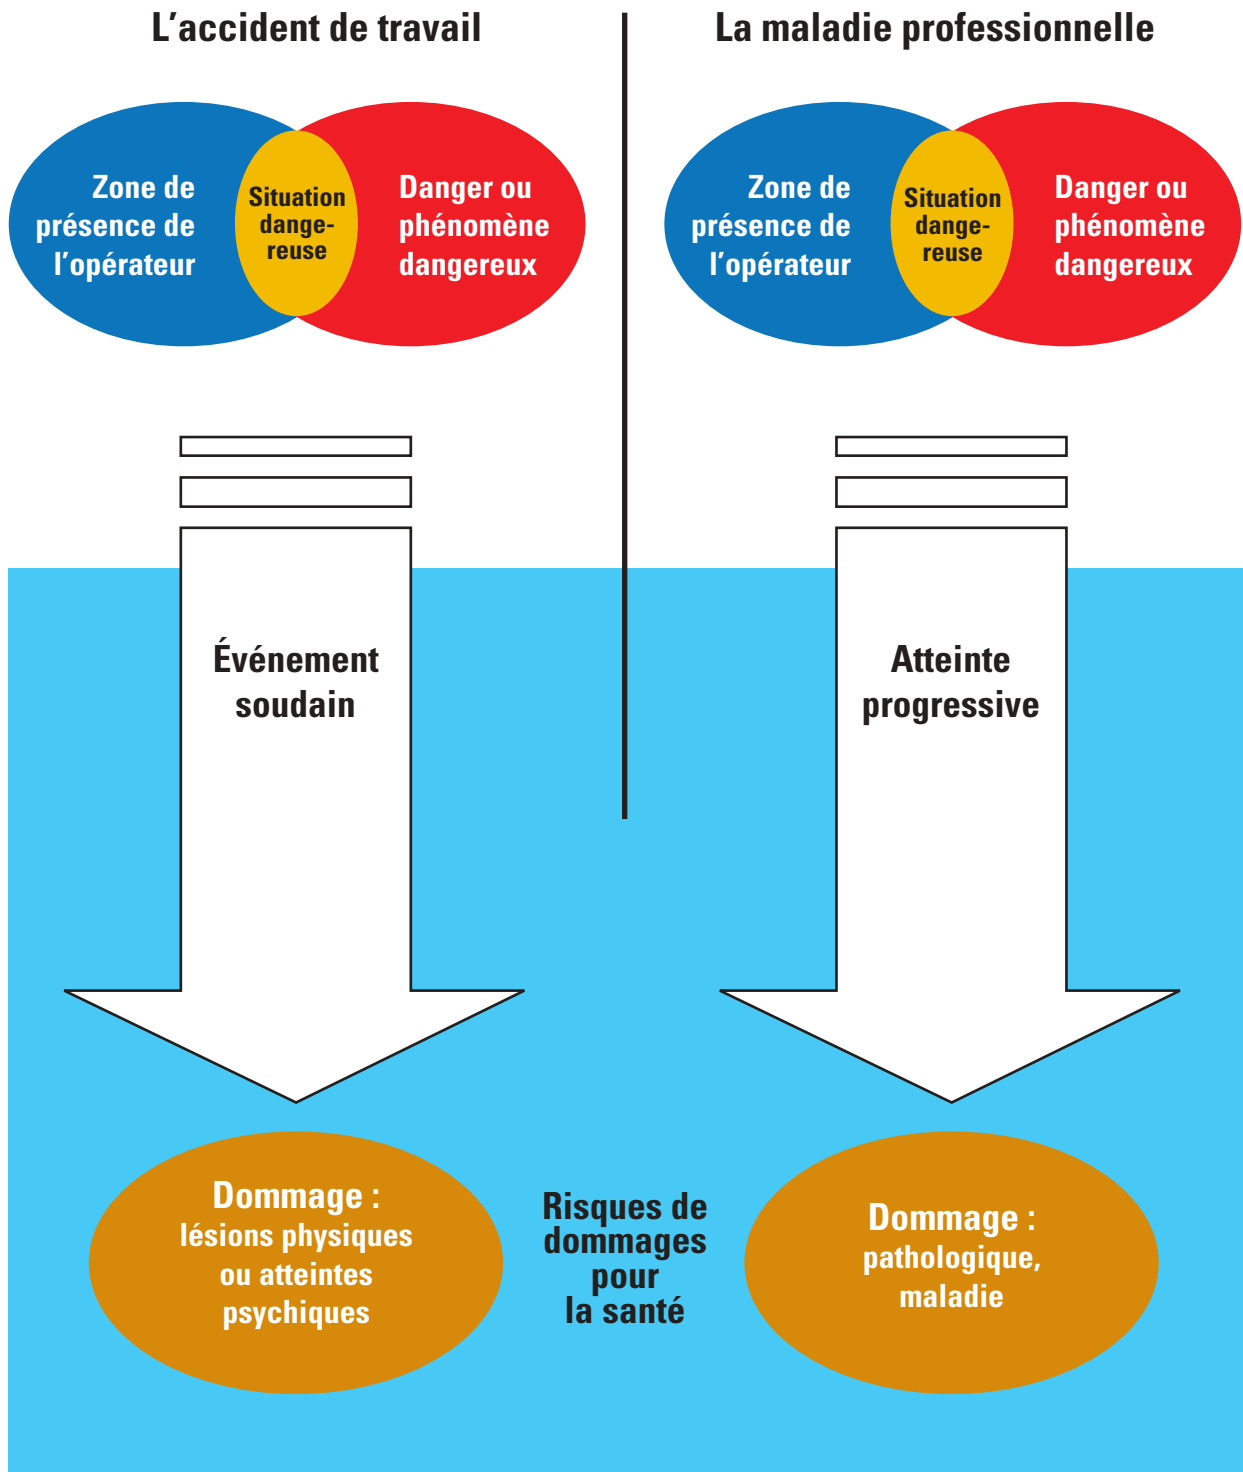 L'accident de travail
La maladie professionnelle
Zone de
présence de
l'opérateur
Situation
dange-
reuse
Danger ou
phénomène
dangereux
Zone de
présence de
l'opérateur
Situation
dange-
reuse
Danger ou
phénomène
dangereux
Événement
soudain
Atteinte
progressive
Dommage :
lésions physiques
ou atteintes
psychiques
Risques de
dommages
pour
la santé
Dommage :
pathologique,
maladie